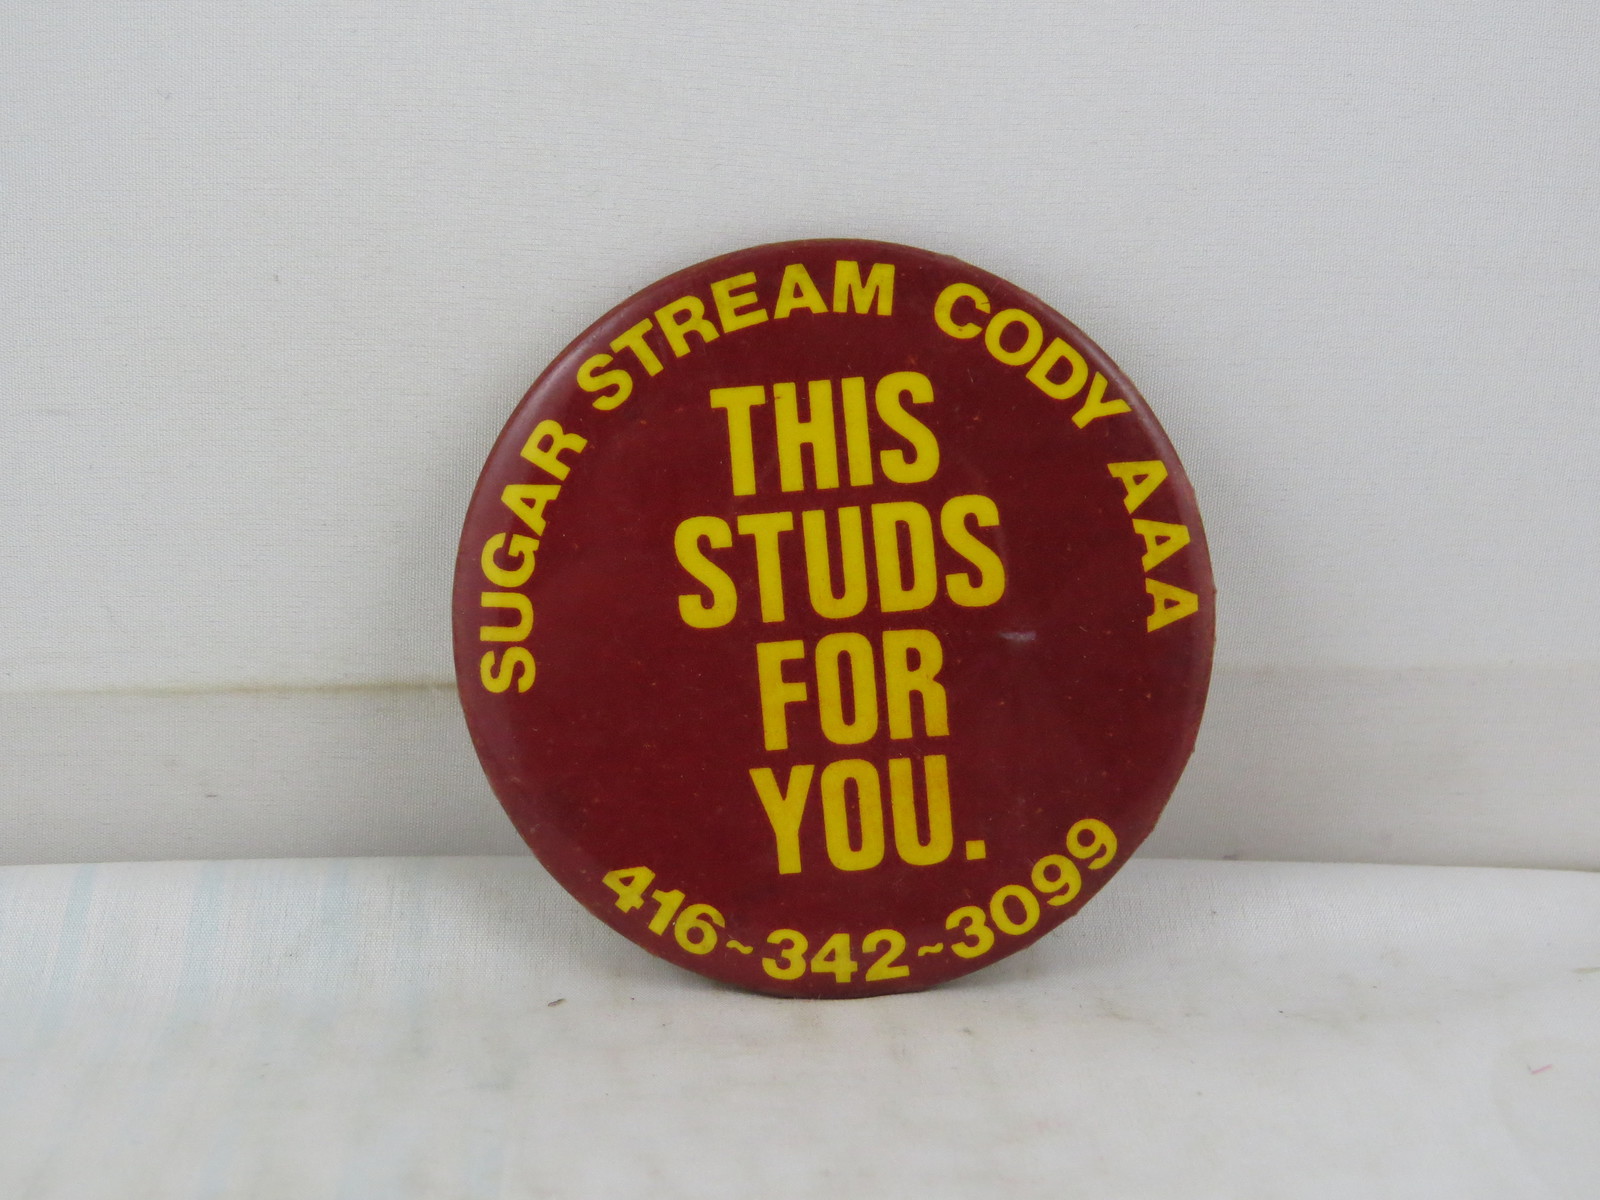 SUGAR STREAM CODY AAA
THIS
STUDS
FOR
YOU.
416~342~3099